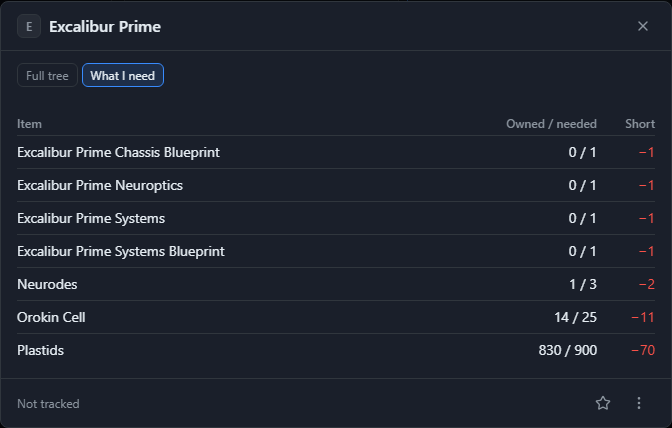 E Excalibur Prime
Full tree What I need
Item Owned / needed Short
Excalibur Prime Chassis Blueprint 0 / 1 −1
Excalibur Prime Neuroptics 0 / 1 −1
Excalibur Prime Systems 0 / 1 −1
Excalibur Prime Systems Blueprint 0 / 1 −1
Neurodes 1 / 3 −2
Orokin Cell 14 / 25 −11
Plastids 830 / 900 −70
Not tracked